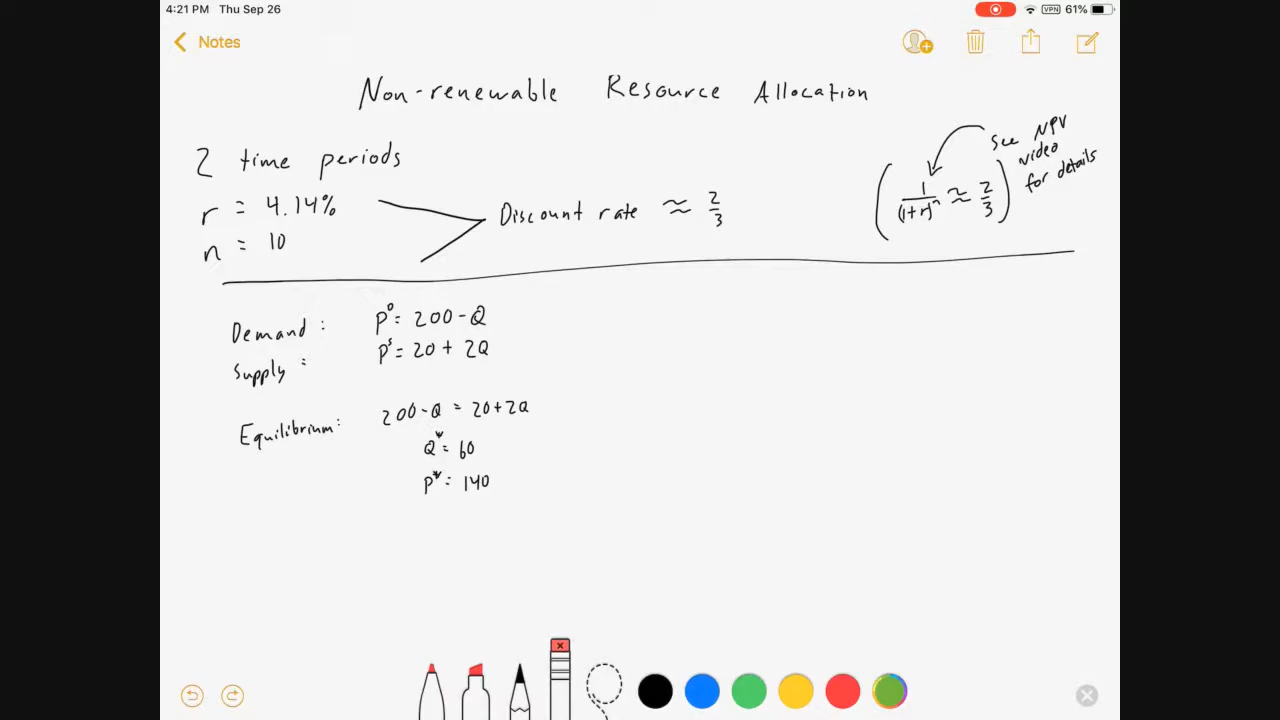 4:21 PM Thu Sep 26
VPN 61%
Notes
Non-renewable Resource Allocation
2 time periods
r = 4.14%
n = 10
Discount rate ≈ 2/3
(1/(1+r)^n ≈ 2/3)
See NPV
video
for details
Demand: P^D = 200 - Q
Supply: P^S = 20 + 2Q
Equilibrium: 200 - Q = 20 + 2Q
Q* = 60
P* = 140